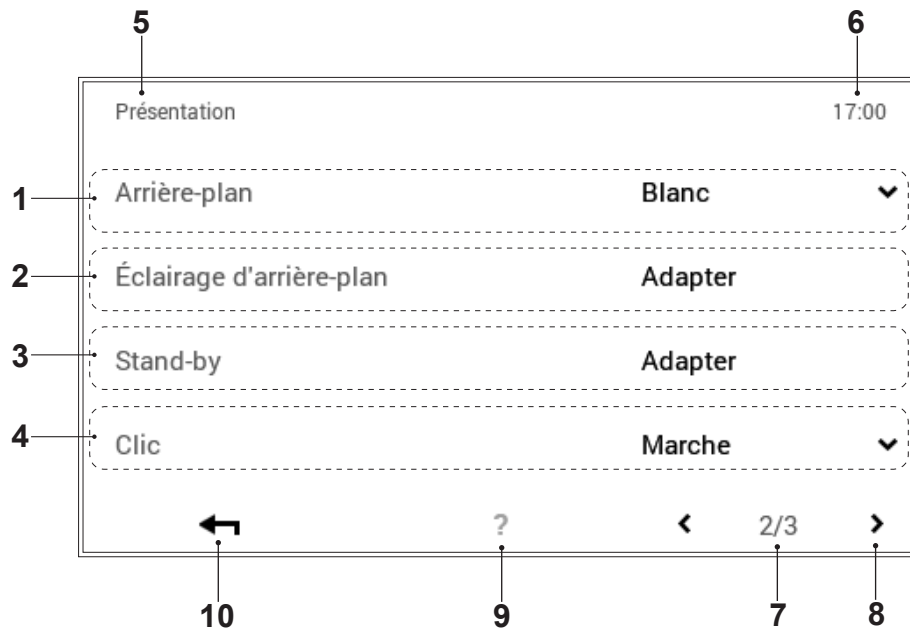 5 6
Présentation 17:00
1 Arrière-plan Blanc
2 Éclairage d'arrière-plan Adapter
3 Stand-by Adapter
4 Clic Marche
? 2/3
10 9 7 8